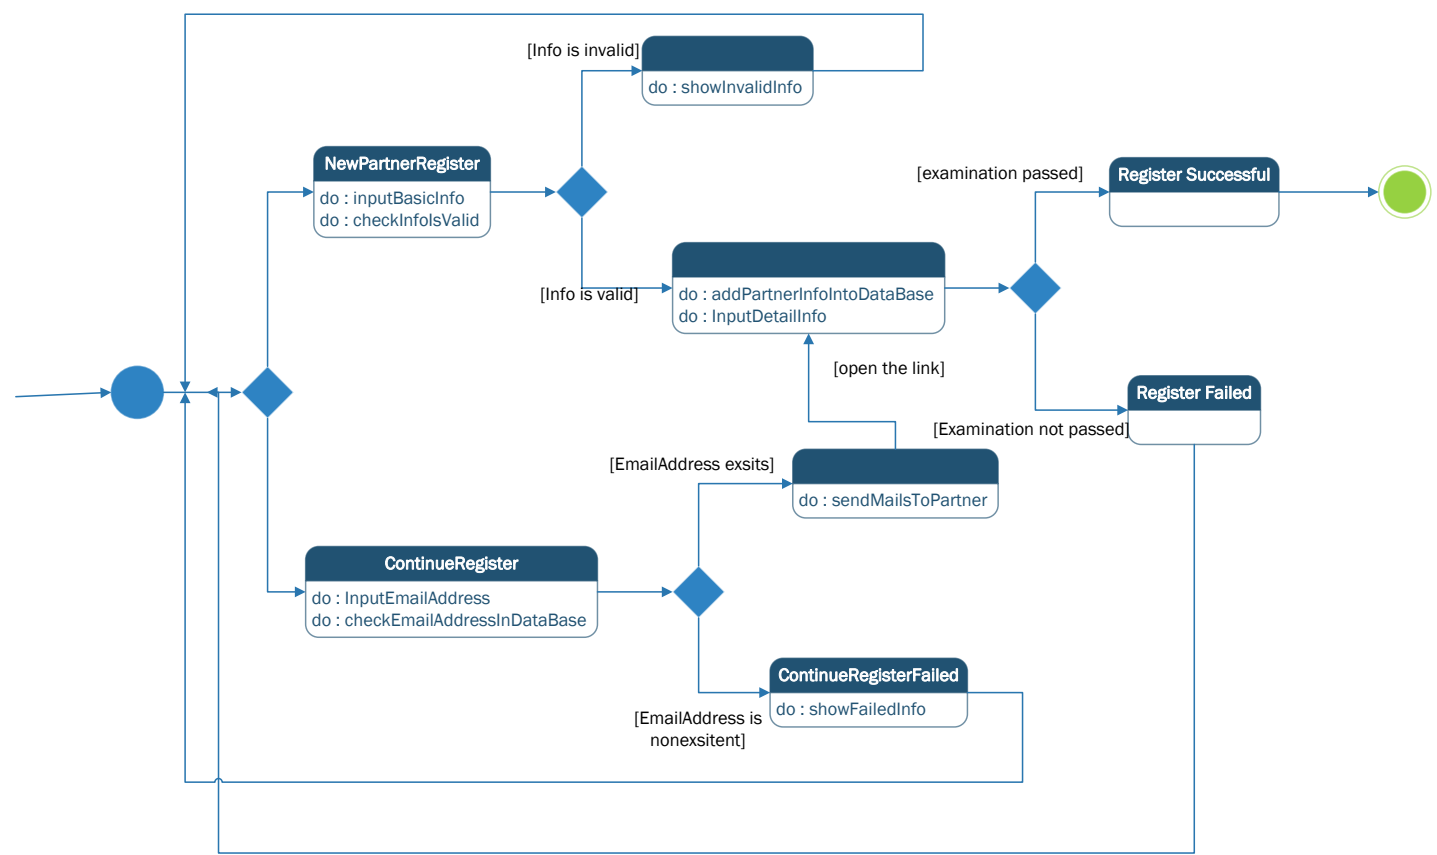 [Info is invalid]
do : showInvalidInfo
NewPartnerRegister
do : inputBasicInfo
do : checkInfoIsValid
[examination passed]
Register Successful
[Info is valid]
do : addPartnerInfoIntoDataBase
do : InputDetailInfo
[open the link]
Register Failed
[Examination not passed]
[EmailAddress exsits]
do : sendMailsToPartner
ContinueRegister
do : InputEmailAddress
do : checkEmailAddressInDataBase
ContinueRegisterFailed
do : showFailedInfo
[EmailAddress is
nonexsitent]